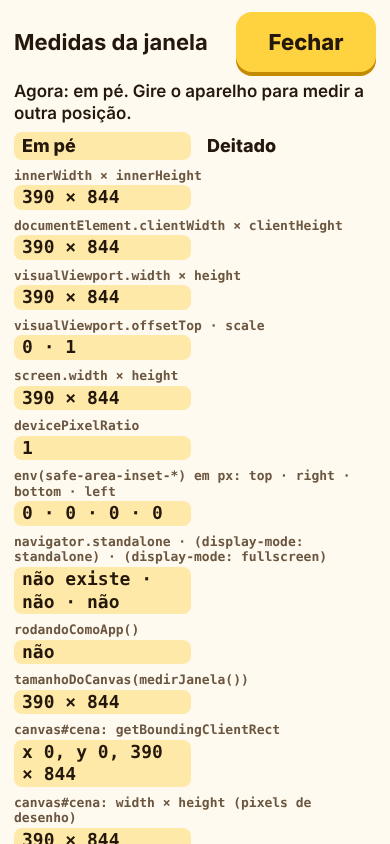 Medidas da janela
Fechar
Agora: em pé. Gire o aparelho para medir a
outra posição.
Em pé
Deitado
innerWidth × innerHeight
390 × 844
documentElement.clientWidth × clientHeight
390 × 844
visualViewport.width × height
390 × 844
visualViewport.offsetTop · scale
0 · 1
screen.width × height
390 × 844
devicePixelRatio
1
env(safe-area-inset-*) em px: top · right ·
bottom · left
0 · 0 · 0 · 0
navigator.standalone · (display-mode:
standalone) · (display-mode: fullscreen)
não existe ·
não · não
rodandoComoApp()
não
tamanhoDoCanvas(medirJanela())
390 × 844
canvas#cena: getBoundingClientRect
x 0, y 0, 390
× 844
canvas#cena: width × height (pixels de
desenho)
390 × 844